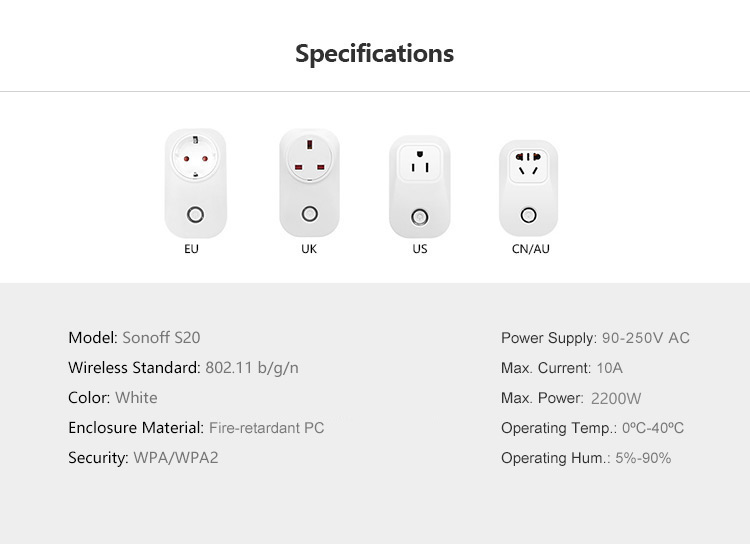 Specifications
EU
UK
US
CN/AU
Model: Sonoff S20
Wireless Standard: 802.11 b/g/n
Color: White
Enclosure Material: Fire-retardant PC
Security: WPA/WPA2
Power Supply: 90-250V AC
Max. Current: 10A
Max. Power: 2200W
Operating Temp.: 0ºC-40ºC
Operating Hum.: 5%-90%